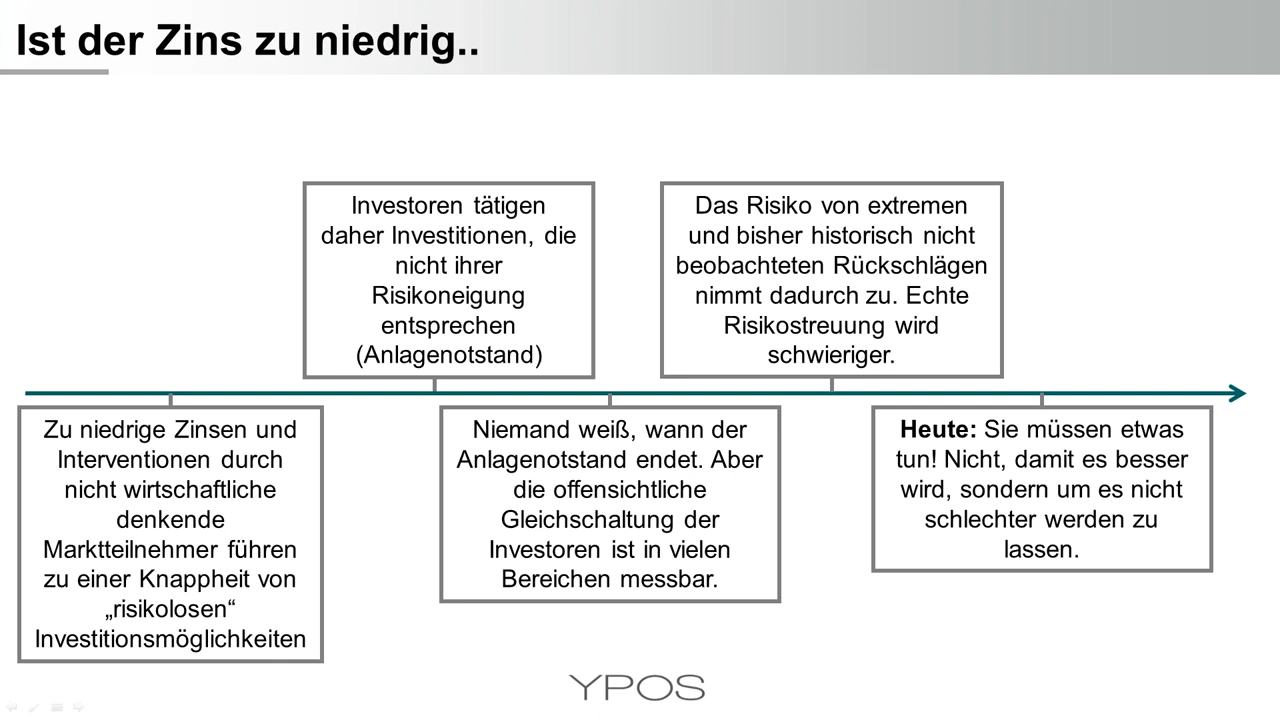 Ist der Zins zu niedrig..
Zu niedrige Zinsen und
Interventionen durch
nicht wirtschaftliche
denkende
Marktteilnehmer führen
zu einer Knappheit von
„risikolosen“
Investitionsmöglichkeiten
Investoren tätigen
daher Investitionen, die
nicht ihrer
Risikoneigung
entsprechen
(Anlagenotstand)
Niemand weiß, wann der
Anlagenotstand endet. Aber
die offensichtliche
Gleichschaltung der
Investoren ist in vielen
Bereichen messbar.
Das Risiko von extremen
und bisher historisch nicht
beobachteten Rückschlägen
nimmt dadurch zu. Echte
Risikostreuung wird
schwieriger.
Heute: Sie müssen etwas
tun! Nicht, damit es besser
wird, sondern um es nicht
schlechter werden zu
lassen.
YPOS